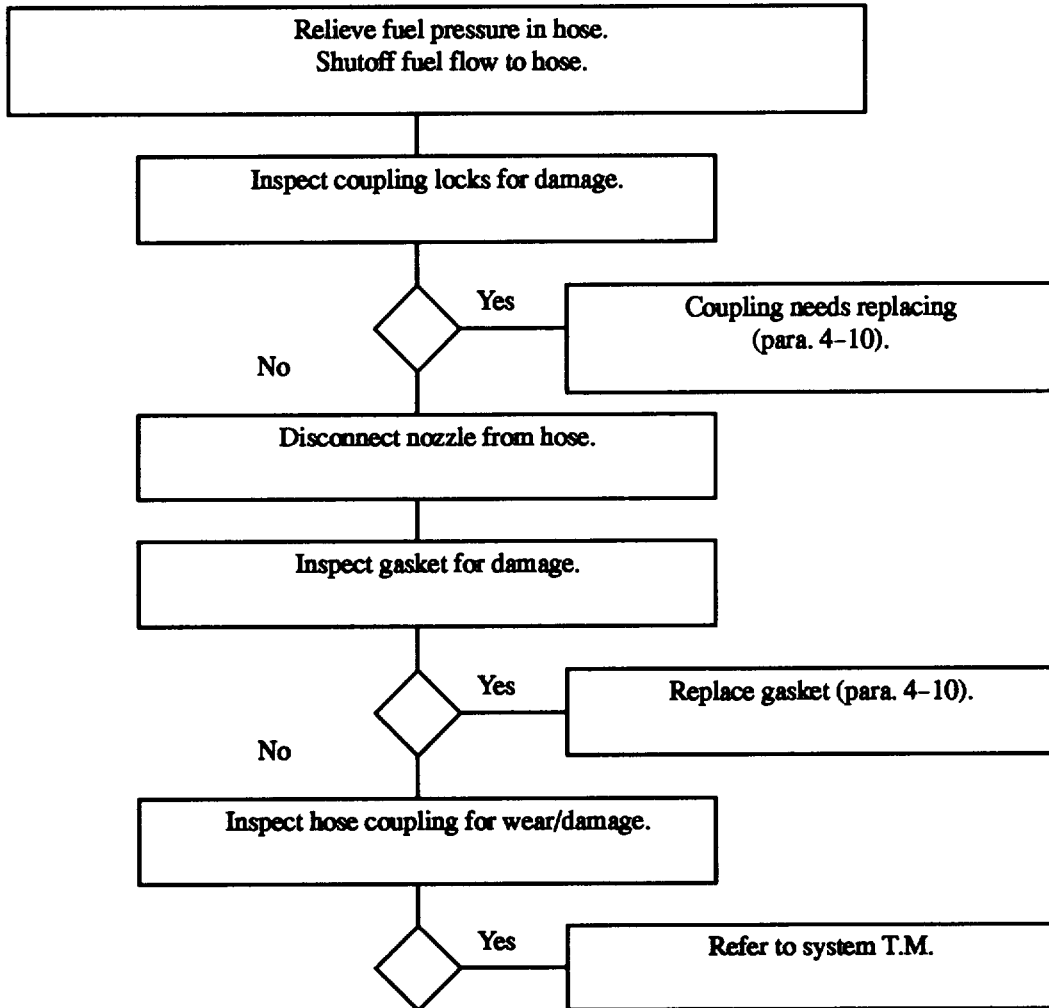 Relieve fuel pressure in hose.
Shutoff fuel flow to hose.
Inspect coupling locks for damage.
Yes
Coupling needs replacing
(para. 4-10).
No
Disconnect nozzle from hose.
Inspect gasket for damage.
Yes
Replace gasket (para. 4-10).
No
Inspect hose coupling for wear/damage.
Yes
Refer to system T.M.